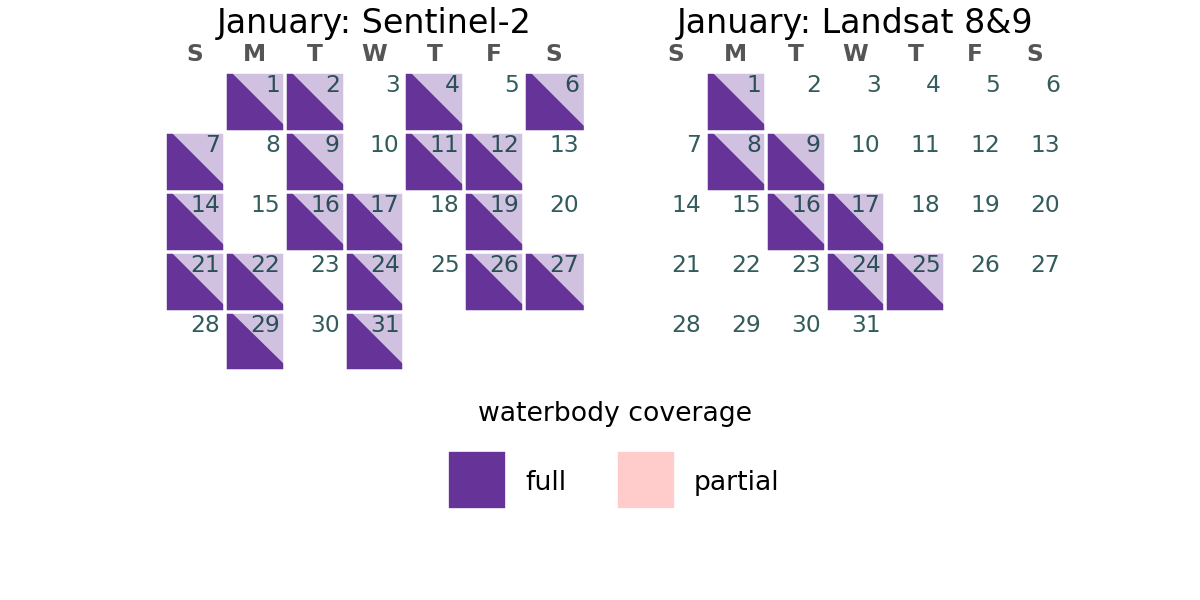 January: Sentinel-2
S M T W T F S
1 2 3 4 5 6
7 8 9 10 11 12 13
14 15 16 17 18 19 20
21 22 23 24 25 26 27
28 29 30 31
January: Landsat 8&9
S M T W T F S
1 2 3 4 5 6
7 8 9 10 11 12 13
14 15 16 17 18 19 20
21 22 23 24 25 26 27
28 29 30 31
waterbody coverage
full partial